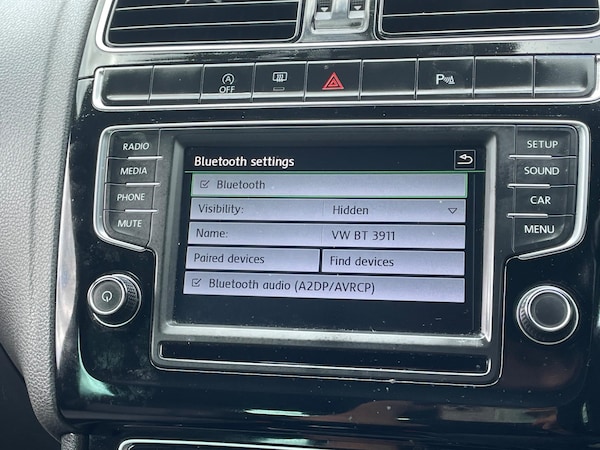 OFF
P
RADIO
MEDIA
PHONE
MUTE
SETUP
SOUND
CAR
MENU
Bluetooth settings
Bluetooth
Visibility: Hidden
Name: VW BT 3911
Paired devices Find devices
Bluetooth audio (A2DP/AVRCP)